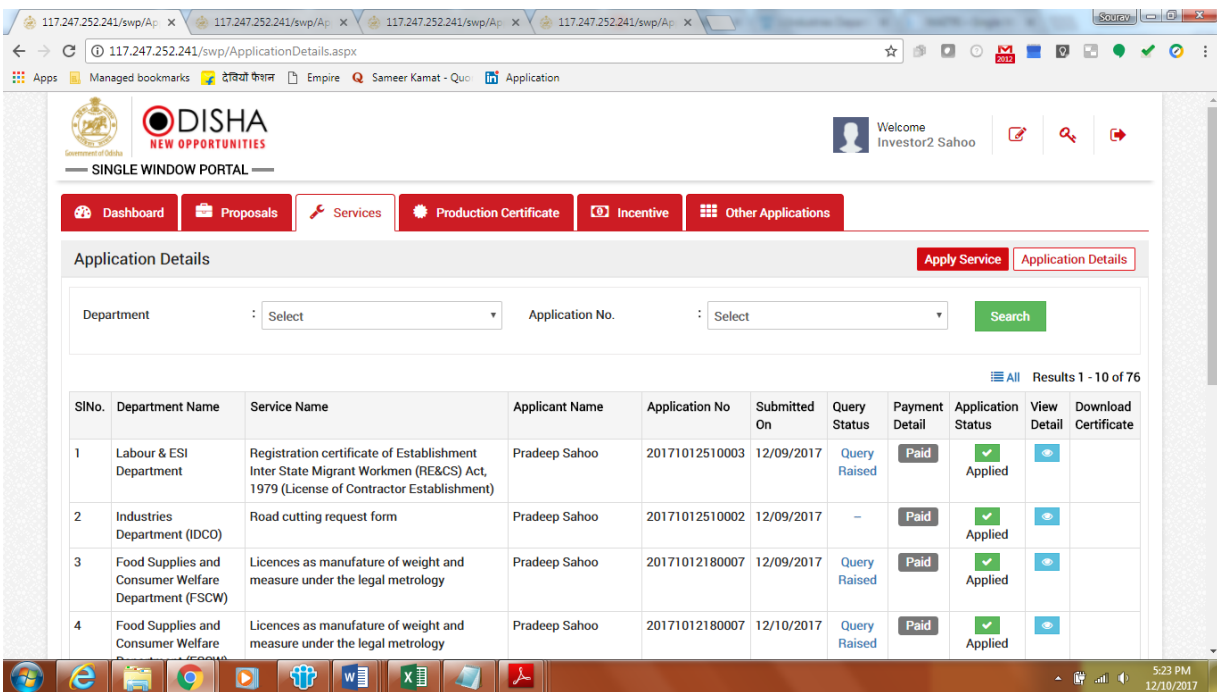 117.247.252.241/swp/Ap
117.247.252.241/swp/Ap
117.247.252.241/swp/Ap
117.247.252.241/swp/Ap
Sourav
117.247.252.241/swp/ApplicationDetails.aspx
Apps Managed bookmarks देवियों फैशन Empire Sameer Kamat - Quo Application
2012
ODISHA
NEW OPPORTUNITIES
Government of Odisha
SINGLE WINDOW PORTAL
Welcome
Investor2 Sahoo
Dashboard Proposals Services Production Certificate Incentive Other Applications
Application Details
Apply Service Application Details
Department : Select Application No. : Select Search
All Results 1 - 10 of 76
SlNo. Department Name Service Name Applicant Name Application No Submitted On Query Status Payment Detail Application Status View Detail Download Certificate
1 Labour & ESI Department Registration certificate of Establishment Inter State Migrant Workmen (RE&CS) Act, 1979 (License of Contractor Establishment) Pradeep Sahoo 20171012510003 12/09/2017 Query Raised Paid Applied
2 Industries Department (IDCO) Road cutting request form Pradeep Sahoo 20171012510002 12/09/2017 -- Paid Applied
3 Food Supplies and Consumer Welfare Department (FSCW) Licences as manufature of weight and measure under the legal metrology Pradeep Sahoo 20171012180007 12/09/2017 Query Raised Paid Applied
4 Food Supplies and Consumer Welfare Licences as manufature of weight and measure under the legal metrology Pradeep Sahoo 20171012180007 12/10/2017 Query Raised Paid Applied
5:23 PM
12/10/2017